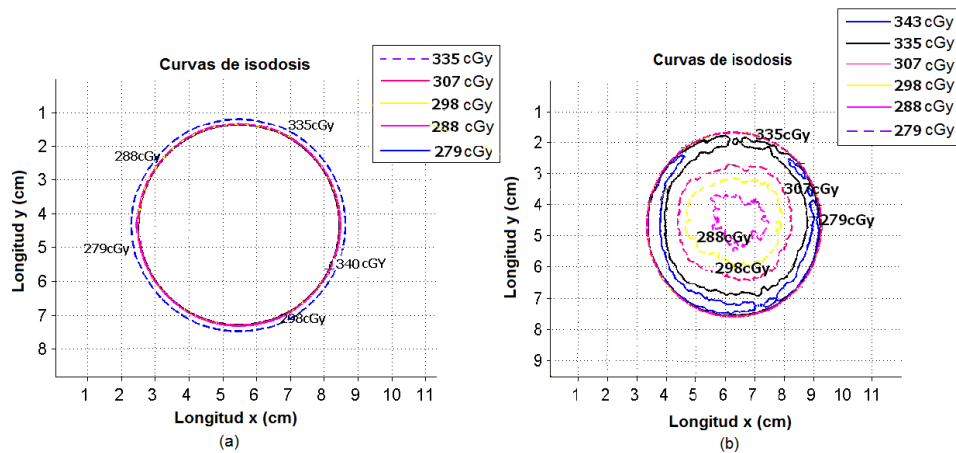 Curvas de isodosis
335 cGy
307 cGy
298 cGy
288 cGy
279 cGy
335cGy
288cGy
279cGy
340 cGY
298cGy
Longitud y (cm)
1
2
3
4
5
6
7
8
1 2 3 4 5 6 7 8 9 10 11
Longitud x (cm)
(a)
Curvas de isodosis
343 cGy
335 cGy
307 cGy
298 cGy
288 cGy
279 cGy
335cGy
307cGy
279cGy
288cGy
298cGy
Longitud y (cm)
1
2
3
4
5
6
7
8
9
1 2 3 4 5 6 7 8 9 10 11
Longitud x (cm)
(b)